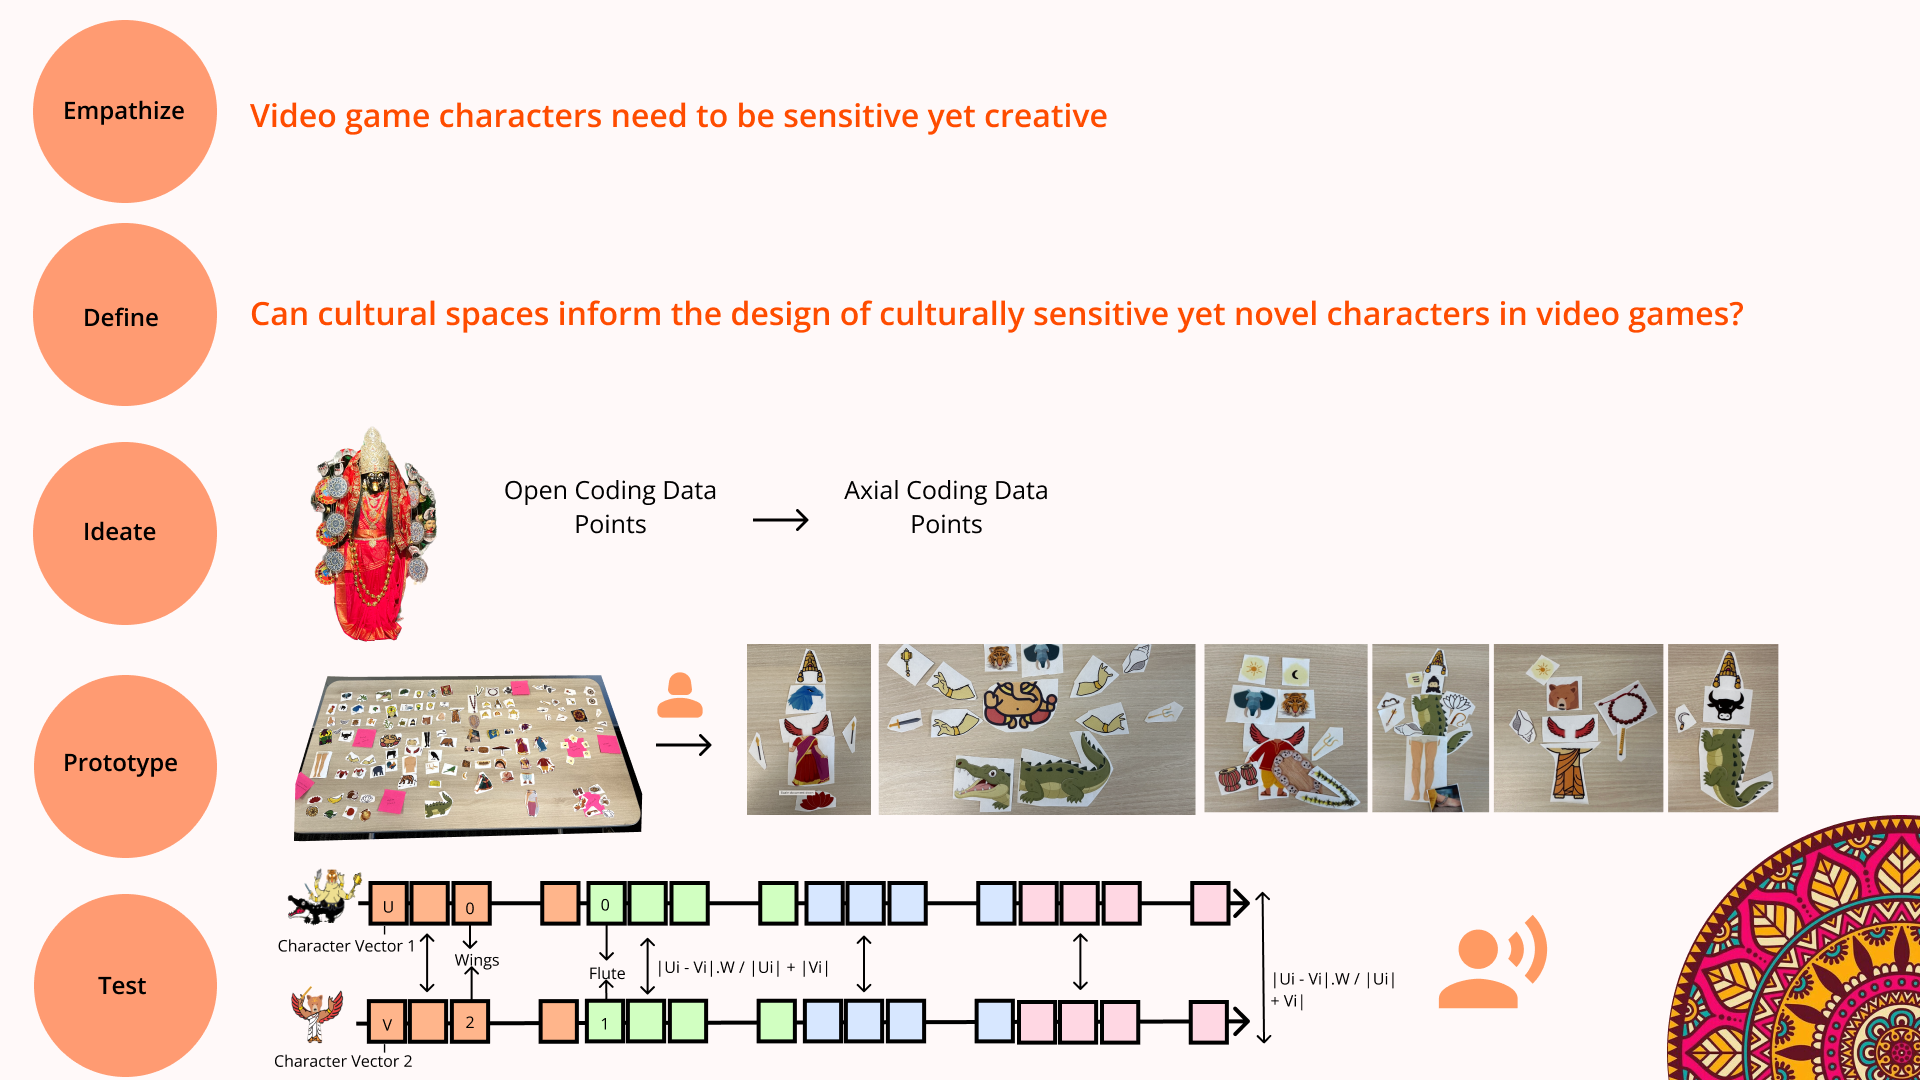 Empathize
Video game characters need to be sensitive yet creative
Define
Can cultural spaces inform the design of culturally sensitive yet novel characters in video games?
Ideate
Open Coding Data
Points
Axial Coding Data
Points
Prototype
Test
U
0
0
Character Vector 1
Wings
Flute
|Ui - Vi|.W / |Ui| + |Vi|
|Ui - Vi|.W / |Ui|
+ Vi|
V
2
1
Character Vector 2